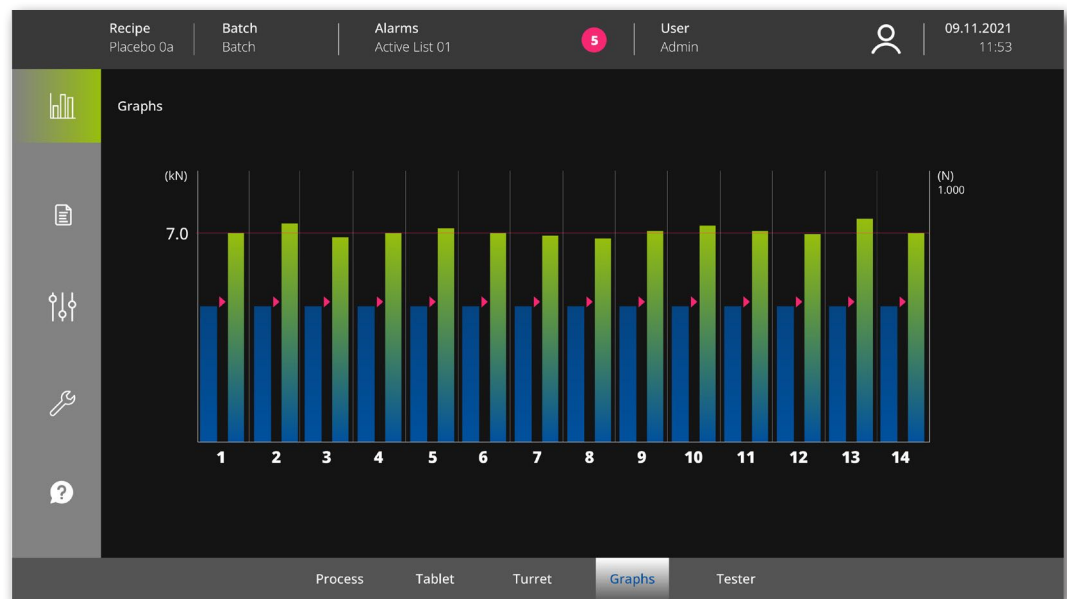 Recipe
Placebo 0a
Batch
Batch
Alarms
Active List 01
5
User
Admin
09.11.2021
11:53
Graphs
(kN)
(N)
1.000
7.0
1 2 3 4 5 6 7 8 9 10 11 12 13 14
?
Process Tablet Turret Graphs Tester